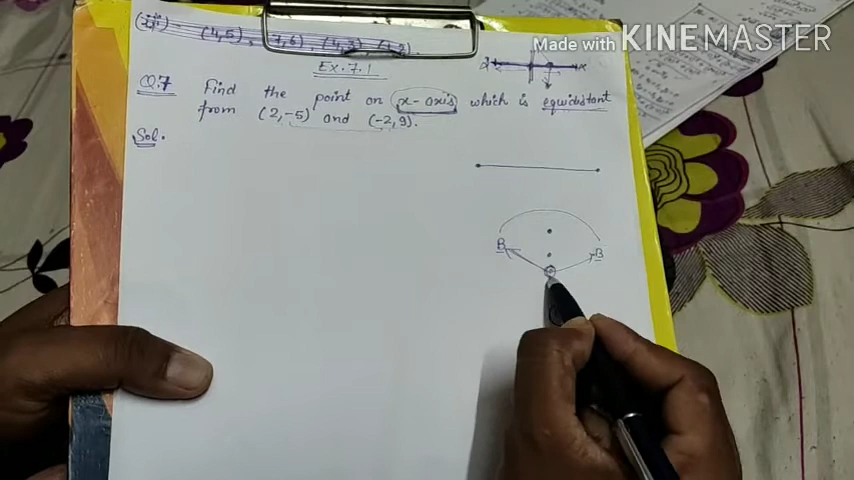 (4,5), (7,6), (4,3),
Made with KINEMASTER
Ex. 7.1
x
Q.7 Find the point on x-axis which is equidistant
from (2,-5) and (-2,9).
Sol.
B B